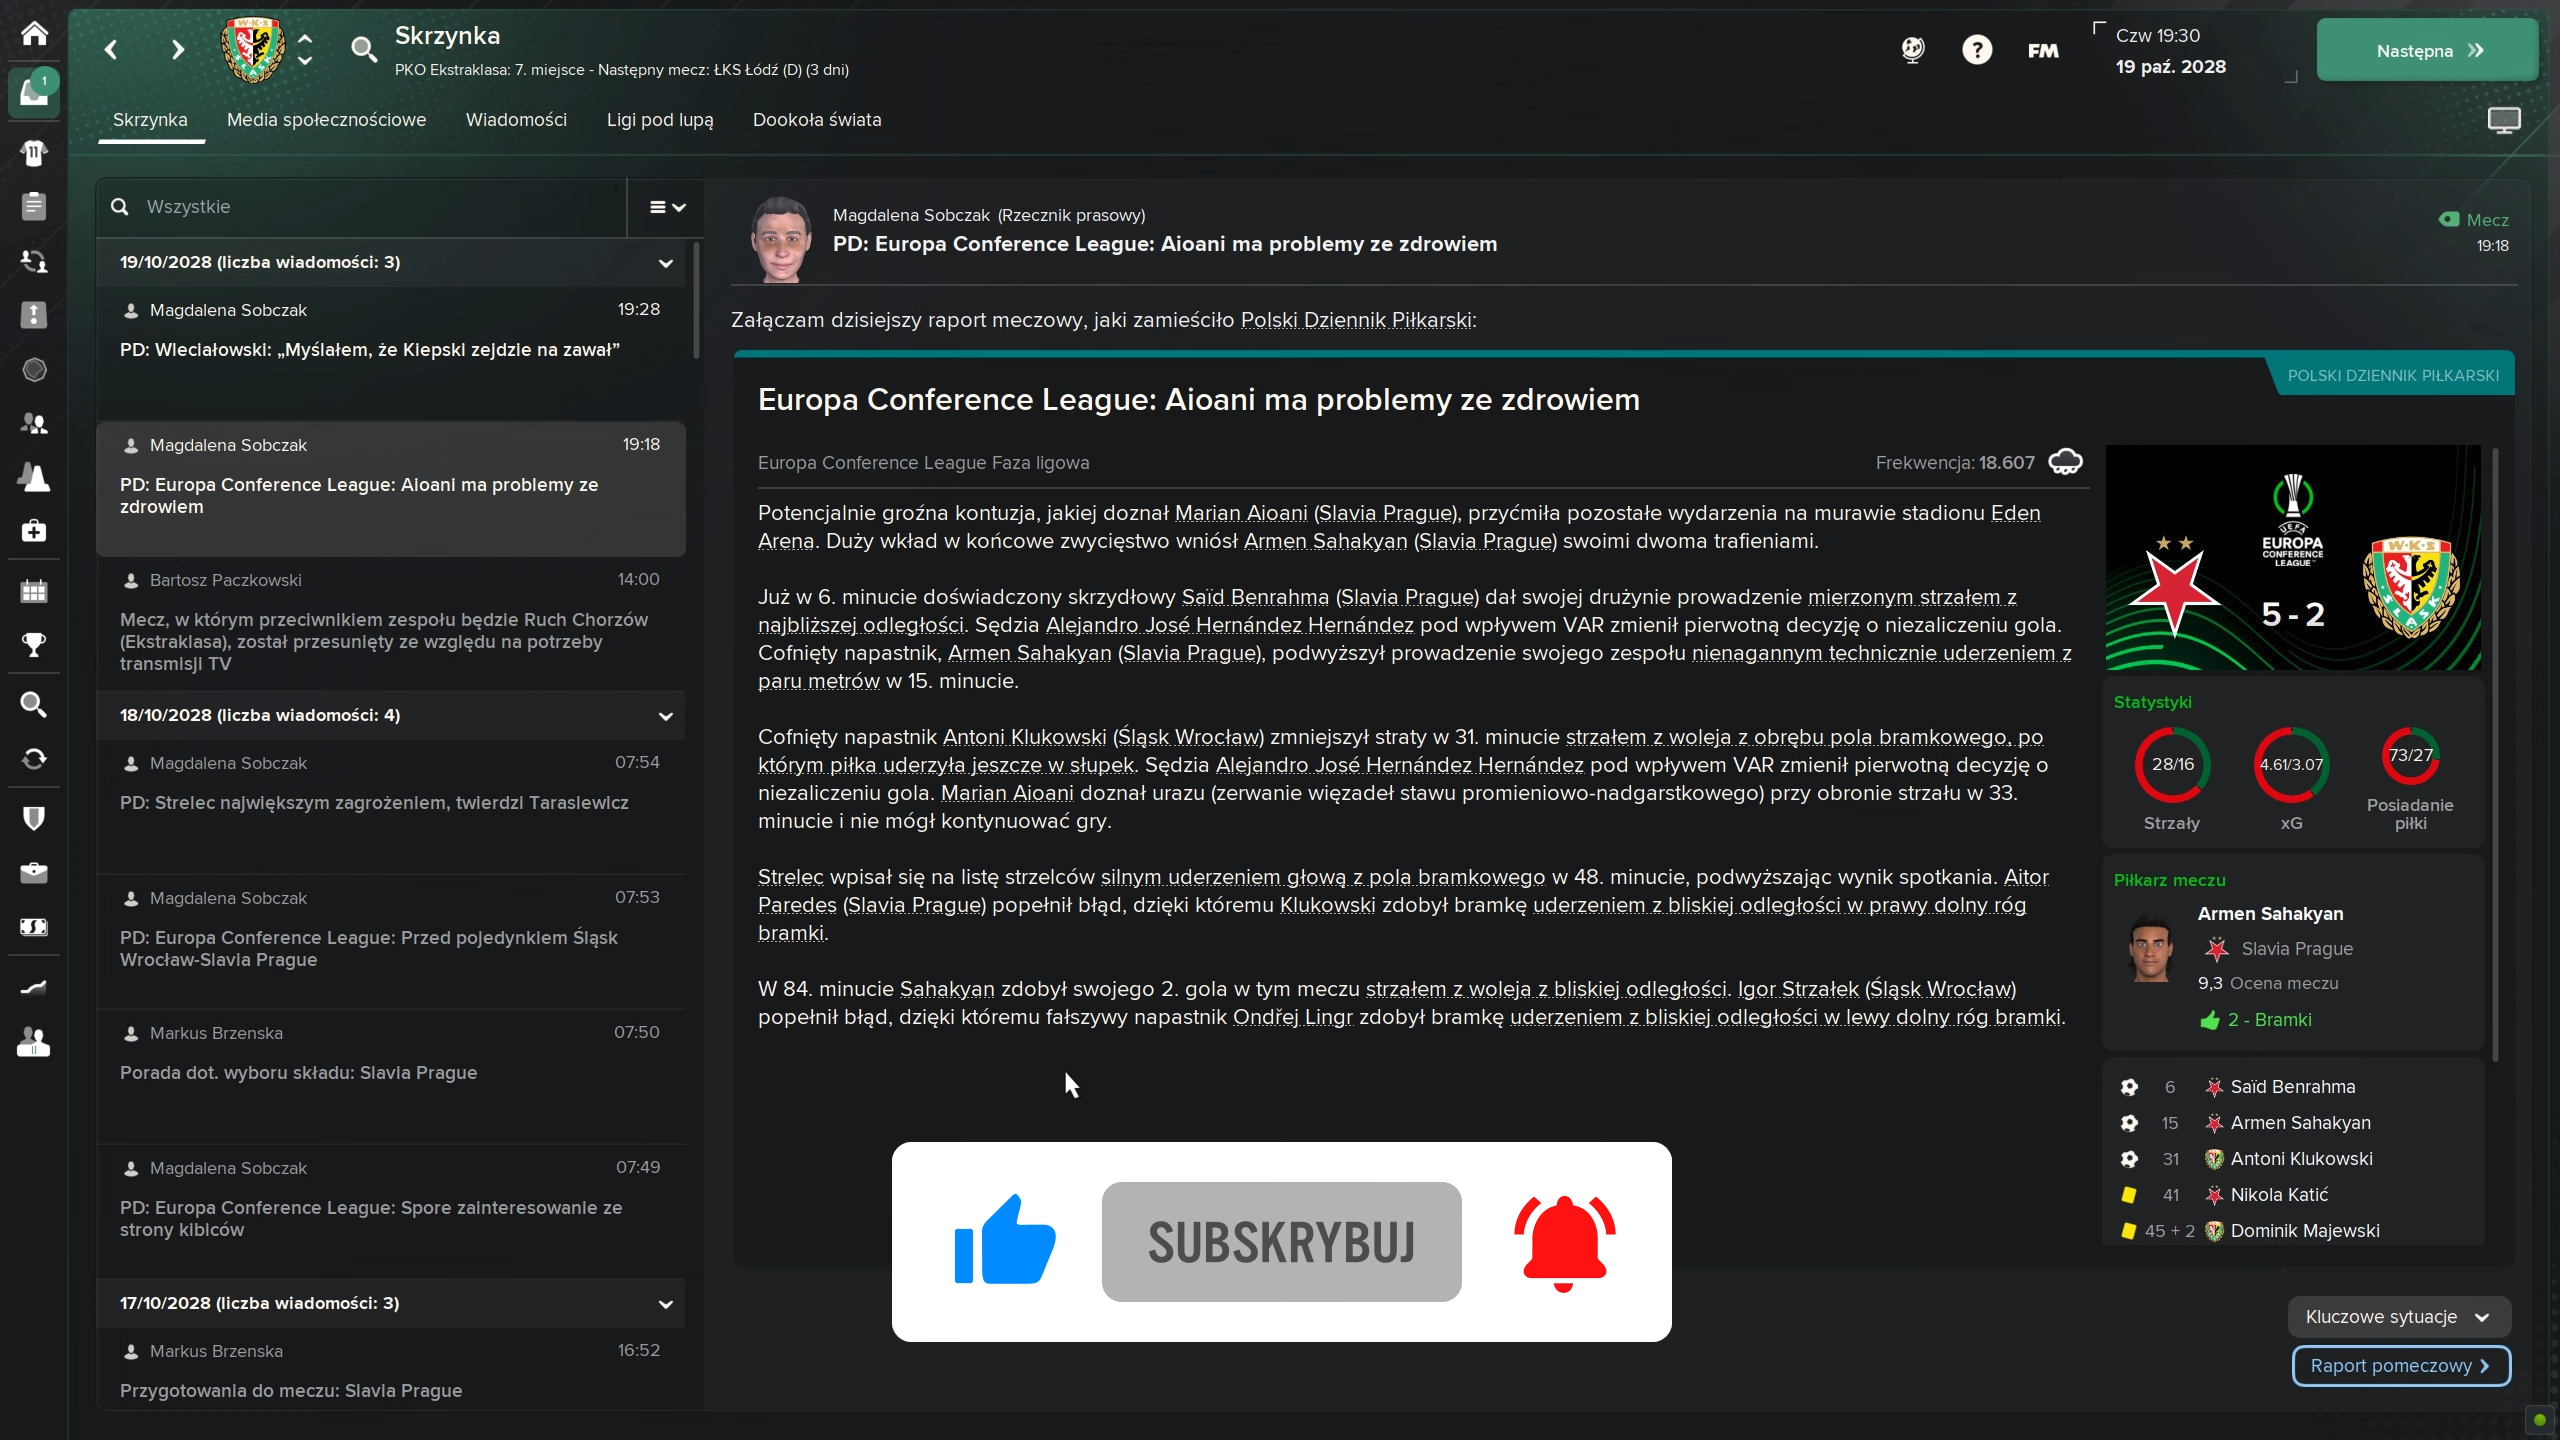 Skrzynka
PKO Ekstraklasa: 7. miejsce - Następny mecz: ŁKS Łódź (D) (3 dni)
FM
Czw 19:30
19 paź. 2028
Następna
1
Skrzynka
Media społecznościowe
Wiadomości
Ligi pod lupą
Dookoła świata
11
Wszystkie
19/10/2028 (liczba wiadomości: 3)
Magdalena Sobczak 19:28
PD: Wleciałowski: „Myślałem, że Klepski zejdzie na zawał”
Magdalena Sobczak 19:18
PD: Europa Conference League: Aioani ma problemy ze
zdrowiem
Bartosz Paczkowski 14:00
Mecz, w którym przeciwnikiem zespołu będzie Ruch Chorzów
(Ekstraklasa), został przesunięty ze względu na potrzeby
transmisji TV
18/10/2028 (liczba wiadomości: 4)
Magdalena Sobczak 07:54
PD: Strelec największym zagrożeniem, twierdzi Tarasiewicz
Magdalena Sobczak 07:53
PD: Europa Conference League: Przed pojedynkiem Śląsk
Wrocław-Slavia Prague
Markus Brzenska 07:50
Porada dot. wyboru składu: Slavia Prague
Magdalena Sobczak 07:49
PD: Europa Conference League: Spore zainteresowanie ze
strony kibiców
17/10/2028 (liczba wiadomości: 3)
Markus Brzenska 16:52
Przygotowania do meczu: Slavia Prague
Magdalena Sobczak (Rzecznik prasowy)
PD: Europa Conference League: Aioani ma problemy ze zdrowiem
Mecz
19:18
Załączam dzisiejszy raport meczowy, jaki zamieściło Polski Dziennik Piłkarski:
POLSKI DZIENNIK PIŁKARSKI
Europa Conference League: Aioani ma problemy ze zdrowiem
Europa Conference League Faza ligowa
Frekwencja: 18.607
Potencjalnie groźna kontuzja, jakiej doznał Marian Aioani (Slavia Prague), przyćmiła pozostałe wydarzenia na murawie stadionu Eden
Arena. Duży wkład w końcowe zwycięstwo wniósł Armen Sahakyan (Slavia Prague) swoimi dwoma trafieniami.
Już w 6. minucie doświadczony skrzydłowy Saïd Benrahma (Slavia Prague) dał swojej drużynie prowadzenie mierzonym strzałem z
najbliższej odległości. Sędzia Alejandro José Hernández Hernández pod wpływem VAR zmienił pierwotną decyzję o niezaliczeniu gola.
Cofnięty napastnik, Armen Sahakyan (Slavia Prague), podwyższył prowadzenie swojego zespołu nienagannym technicznie uderzeniem z
paru metrów w 15. minucie.
Cofnięty napastnik Antoni Klukowski (Śląsk Wrocław) zmniejszył straty w 31. minucie strzałem z woleja z obrębu pola bramkowego, po
którym piłka uderzyła jeszcze w słupek. Sędzia Alejandro José Hernández Hernández pod wpływem VAR zmienił pierwotną decyzję o
niezaliczeniu gola. Marian Aioani doznał urazu (zerwanie więzadeł stawu promieniowo-nadgarstkowego) przy obronie strzału w 33.
minucie i nie mógł kontynuować gry.
Strelec wpisał się na listę strzelców silnym uderzeniem głową z pola bramkowego w 48. minucie, podwyższając wynik spotkania. Aitor
Paredes (Slavia Prague) popełnił błąd, dzięki któremu Klukowski zdobył bramkę uderzeniem z bliskiej odległości w prawy dolny róg
bramki.
W 84. minucie Sahakyan zdobył swojego 2. gola w tym meczu strzałem z woleja z bliskiej odległości. Igor Strzałek (Śląsk Wrocław)
popełnił błąd, dzięki któremu fałszywy napastnik Ondřej Lingr zdobył bramkę uderzeniem z bliskiej odległości w lewy dolny róg bramki.
UEFA
EUROPA
CONFERENCE
LEAGUE
W·K·S
ŚLĄSK
5 - 2
Statystyki
28/16
4.61/3.07
73/27
Strzały
xG
Posiadanie
piłki
Piłkarz meczu
Armen Sahakyan
Slavia Prague
9,3 Ocena meczu
2 - Bramki
6 Saïd Benrahma
15 Armen Sahakyan
31 Antoni Klukowski
41 Nikola Katić
45 + 2 Dominik Majewski
SUBSKRYBUJ
Kluczowe sytuacje
Raport pomeczowy